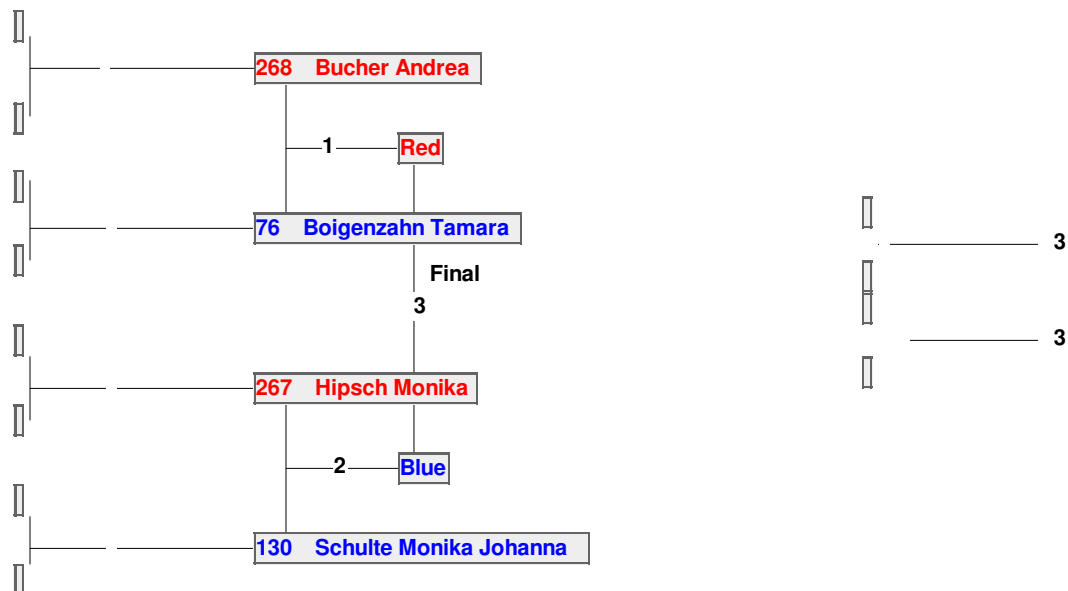 268 Bucher Andrea
1
Red
76 Boigenzahn Tamara
3
Final
3
3
267 Hipsch Monika
2
Blue
130 Schulte Monika Johanna